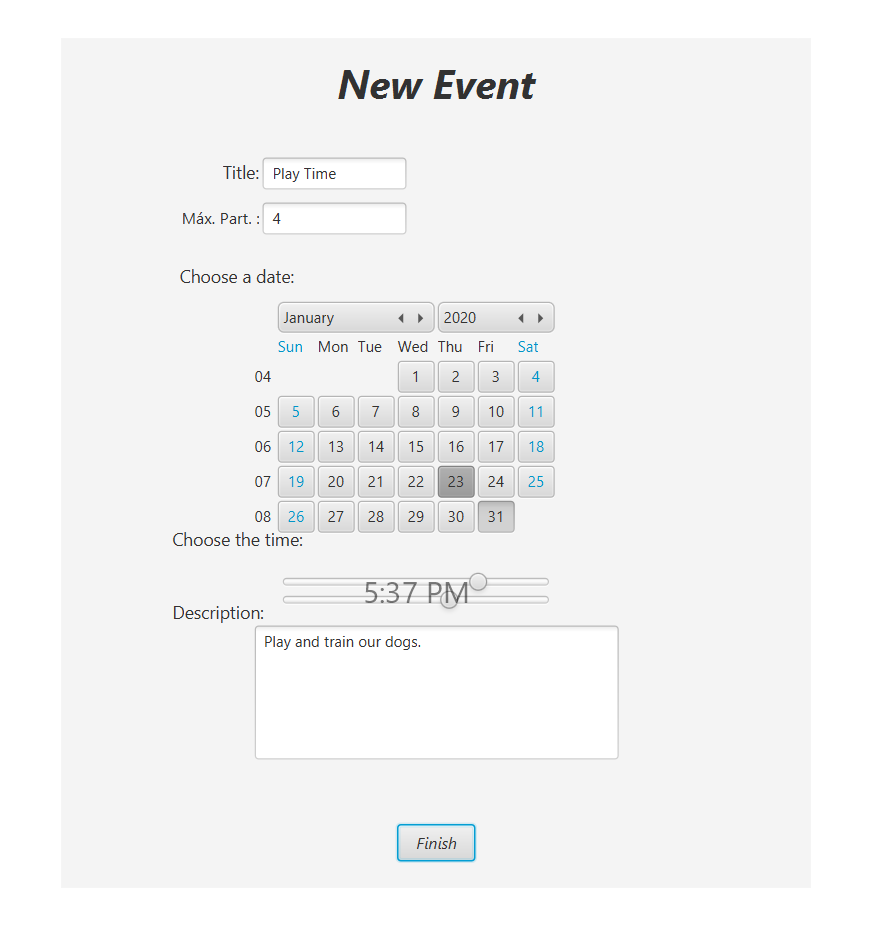 New Event
Title: Play Time
Máx. Part. : 4
Choose a date:
January 2020
Sun Mon Tue Wed Thu Fri Sat
04 1 2 3 4
05 5 6 7 8 9 10 11
06 12 13 14 15 16 17 18
07 19 20 21 22 23 24 25
08 26 27 28 29 30 31
Choose the time:
5:37 PM
Description:
Play and train our dogs.
Finish